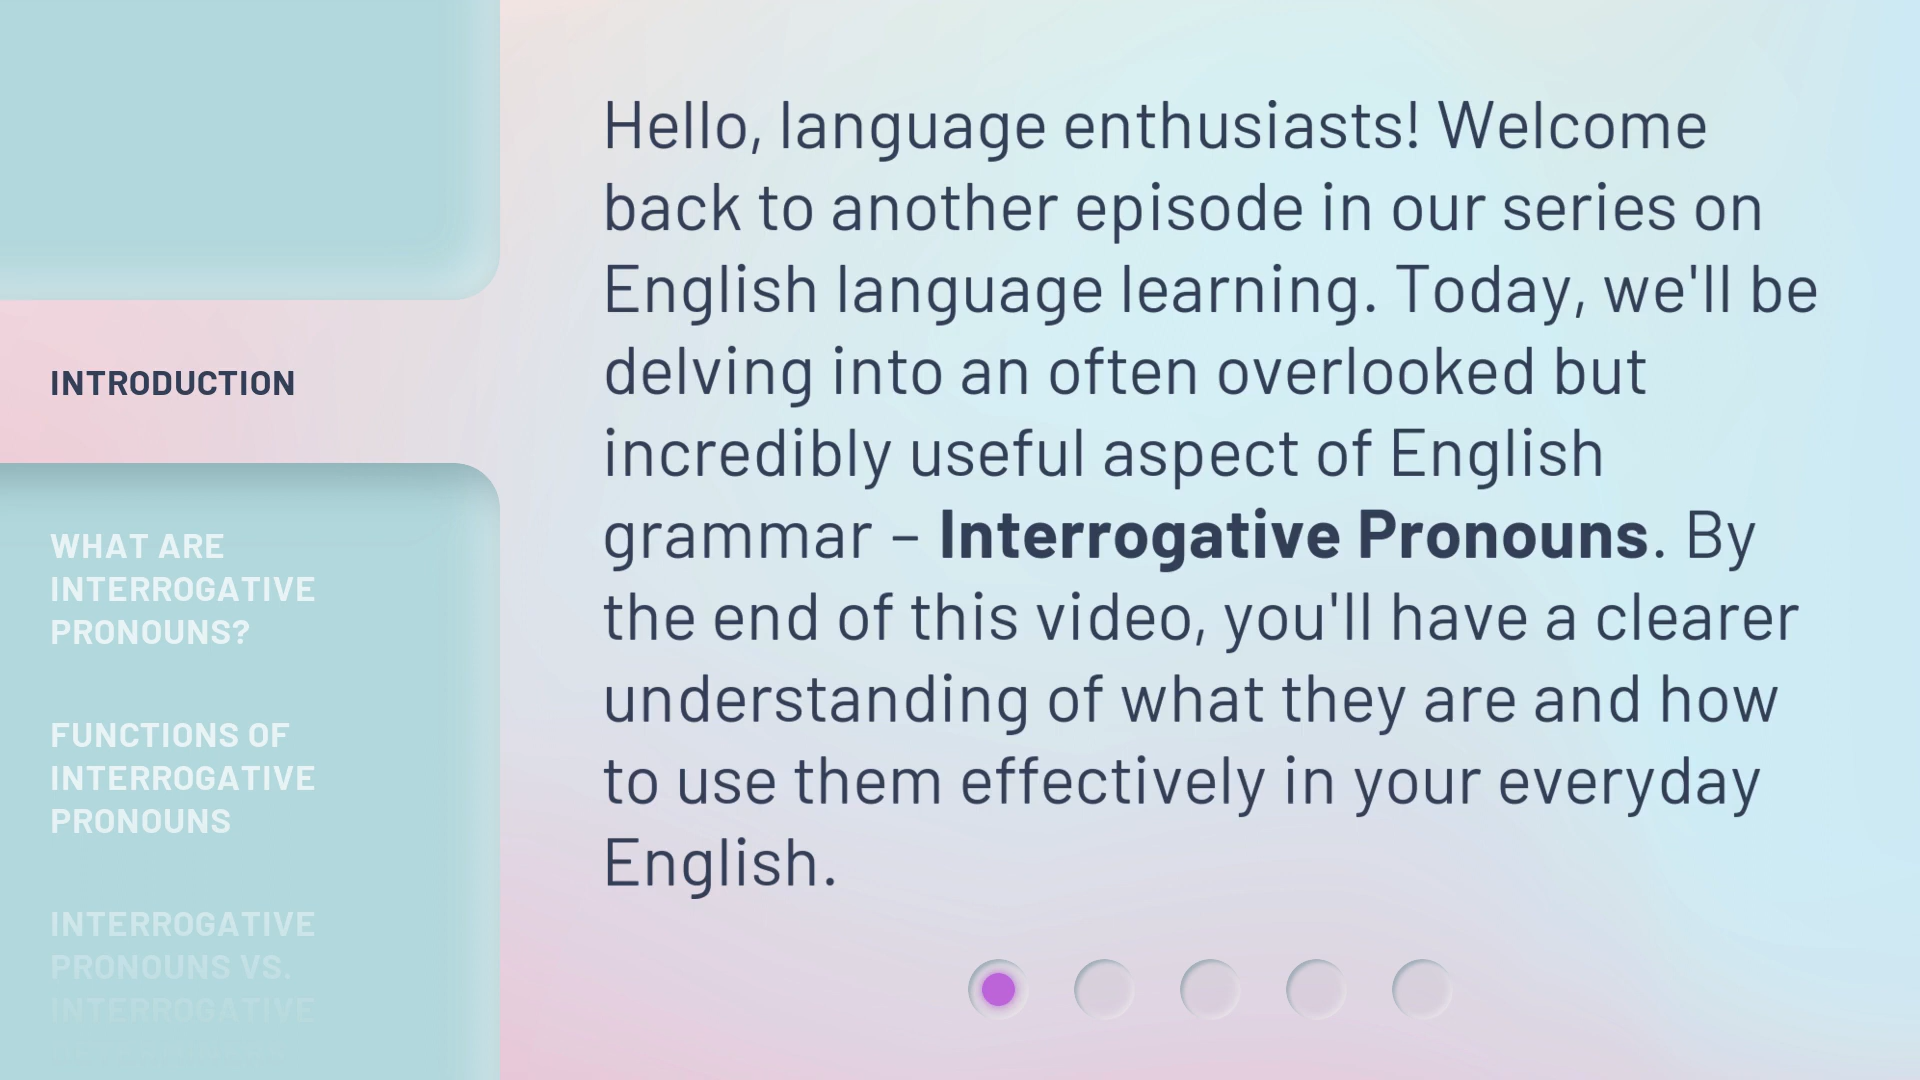 INTRODUCTION
WHAT ARE
INTERROGATIVE
PRONOUNS?
FUNCTIONS OF
INTERROGATIVE
PRONOUNS
INTERROGATIVE
PRONOUNS VS.
INTERROGATIVE
Hello, language enthusiasts! Welcome
back to another episode in our series on
English language learning. Today, we'll be
delving into an often overlooked but
incredibly useful aspect of English
grammar – Interrogative Pronouns. By
the end of this video, you'll have a clearer
understanding of what they are and how
to use them effectively in your everyday
English.